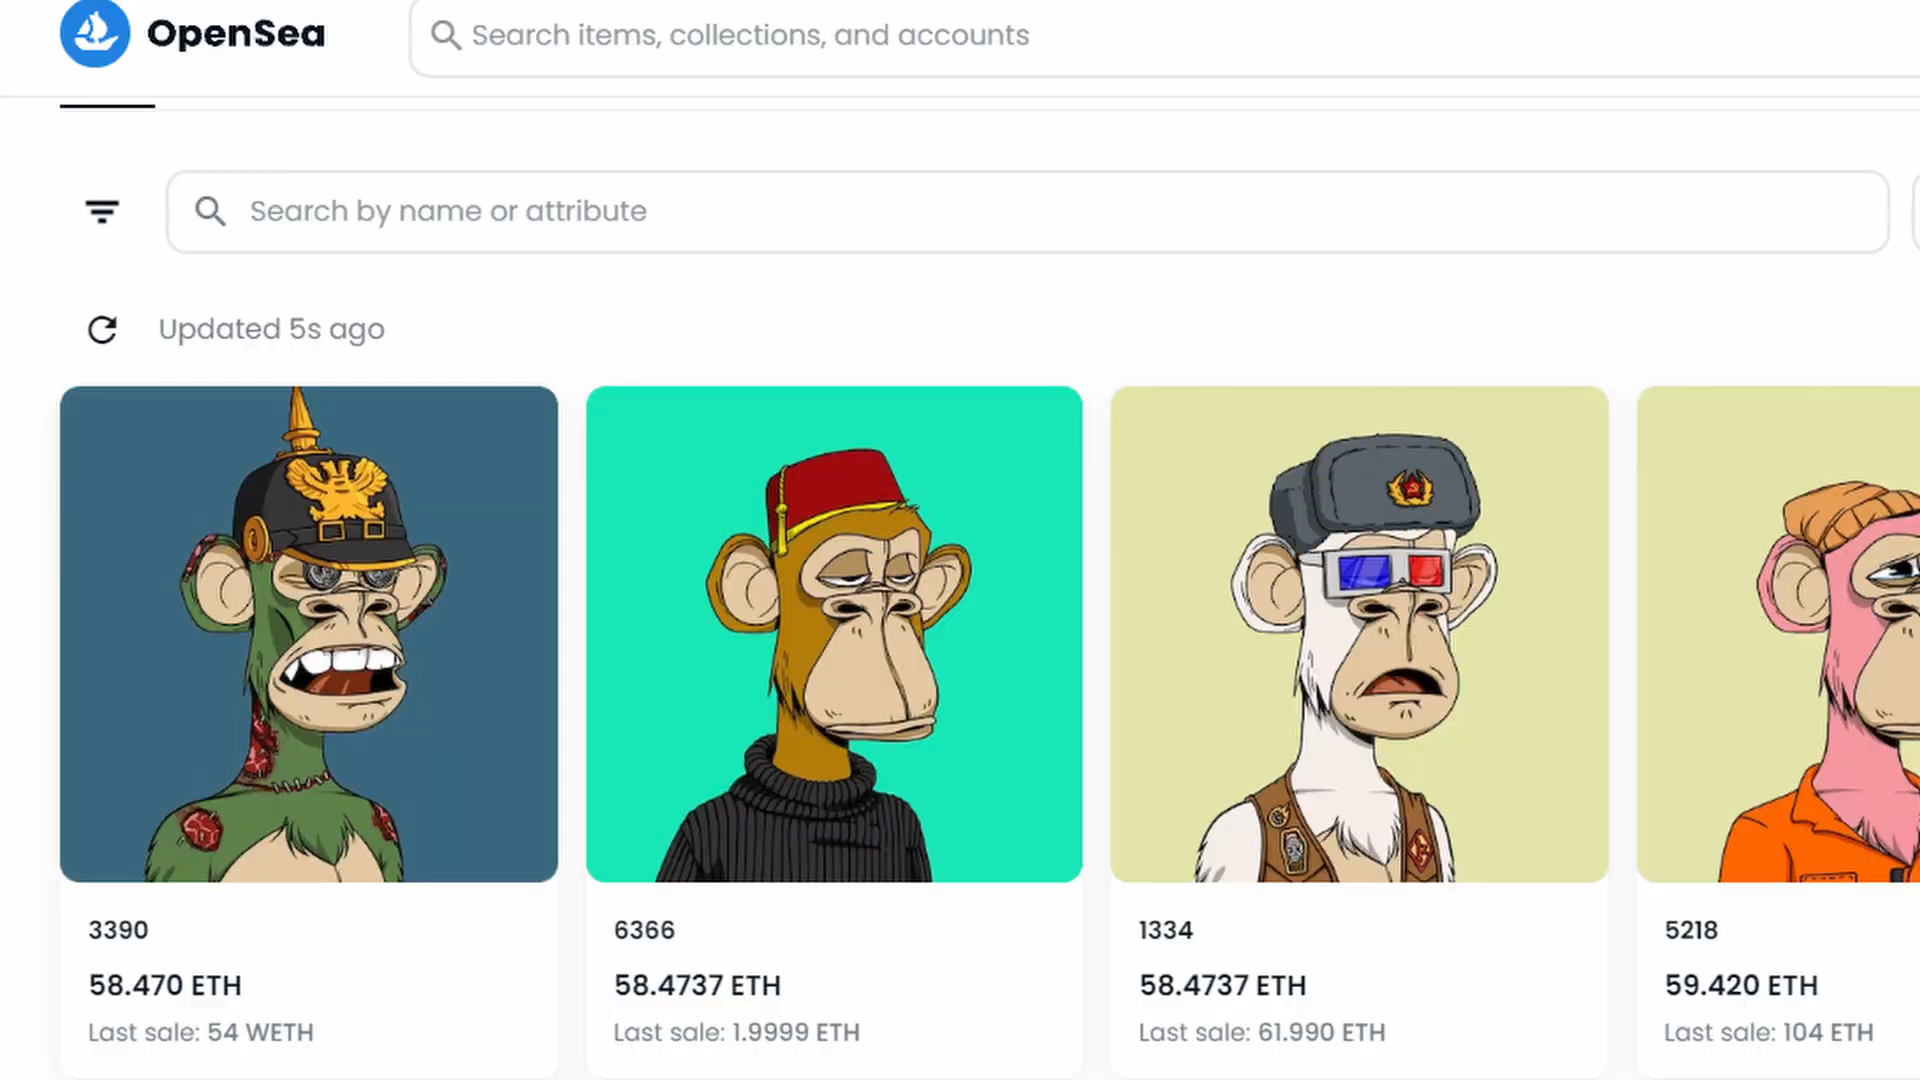 OpenSea
Search items, collections, and accounts
Search by name or attribute
Updated 5s ago
3390
58.470 ETH
Last sale: 54 WETH
6366
58.4737 ETH
Last sale: 1.9999 ETH
1334
58.4737 ETH
Last sale: 61.990 ETH
5218
59.420 ETH
Last sale: 104 ETH